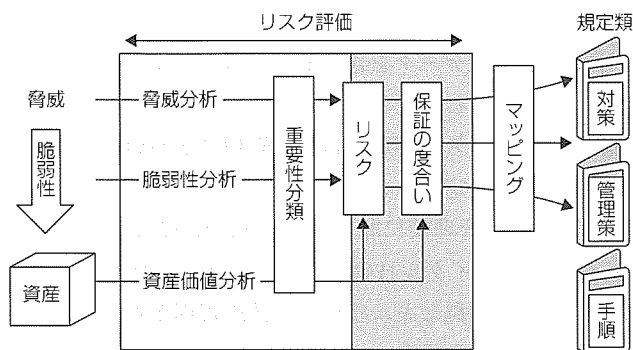 リスク評価
規定類
脅威
脅威分析
脆弱性
脆弱性分析
資産
資産価値分析
重要性分類
リスク
保証の度合い
マッピング
対策
管理策
手順